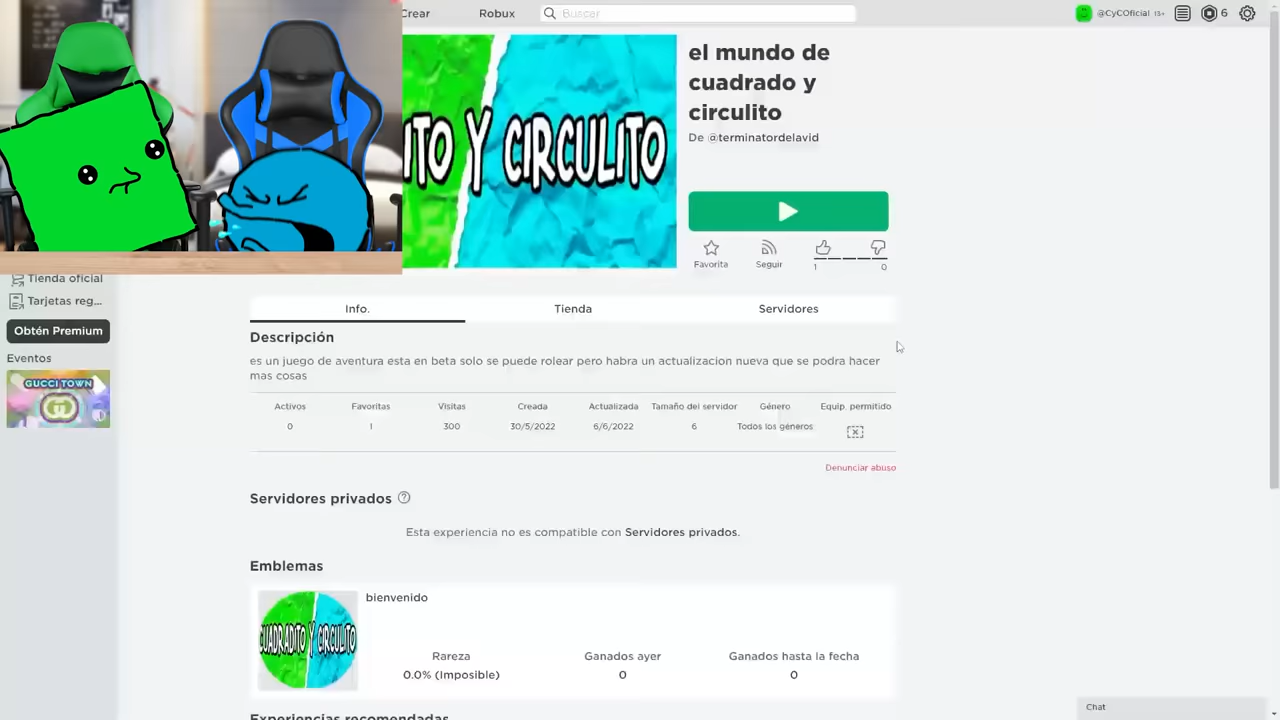 Crear
Robux
Buscar
@CyCOficial 13+
6
ITO Y CIRCULITO
el mundo de
cuadrado y
circulito
De @terminatordelavid
Favorita
Seguir
1
0
Tienda oficial
Tarjetas reg...
Obtén Premium
Eventos
GUCCI TOWN
Info.
Tienda
Servidores
Descripción
es un juego de aventura esta en beta solo se puede rolear pero habra un actualizacion nueva que se podra hacer
mas cosas
Activos
Favoritas
Visitas
Creada
Actualizada
Tamaño del servidor
Género
Equip. permitido
0
1
300
30/5/2022
6/6/2022
6
Todos los géneros
Denunciar abuso
Servidores privados
Esta experiencia no es compatible con Servidores privados.
Emblemas
CUADRADITO Y CIRCULITO
bienvenido
Rareza
Ganados ayer
Ganados hasta la fecha
0.0% (Imposible)
0
0
Experiencias recomendadas
Chat